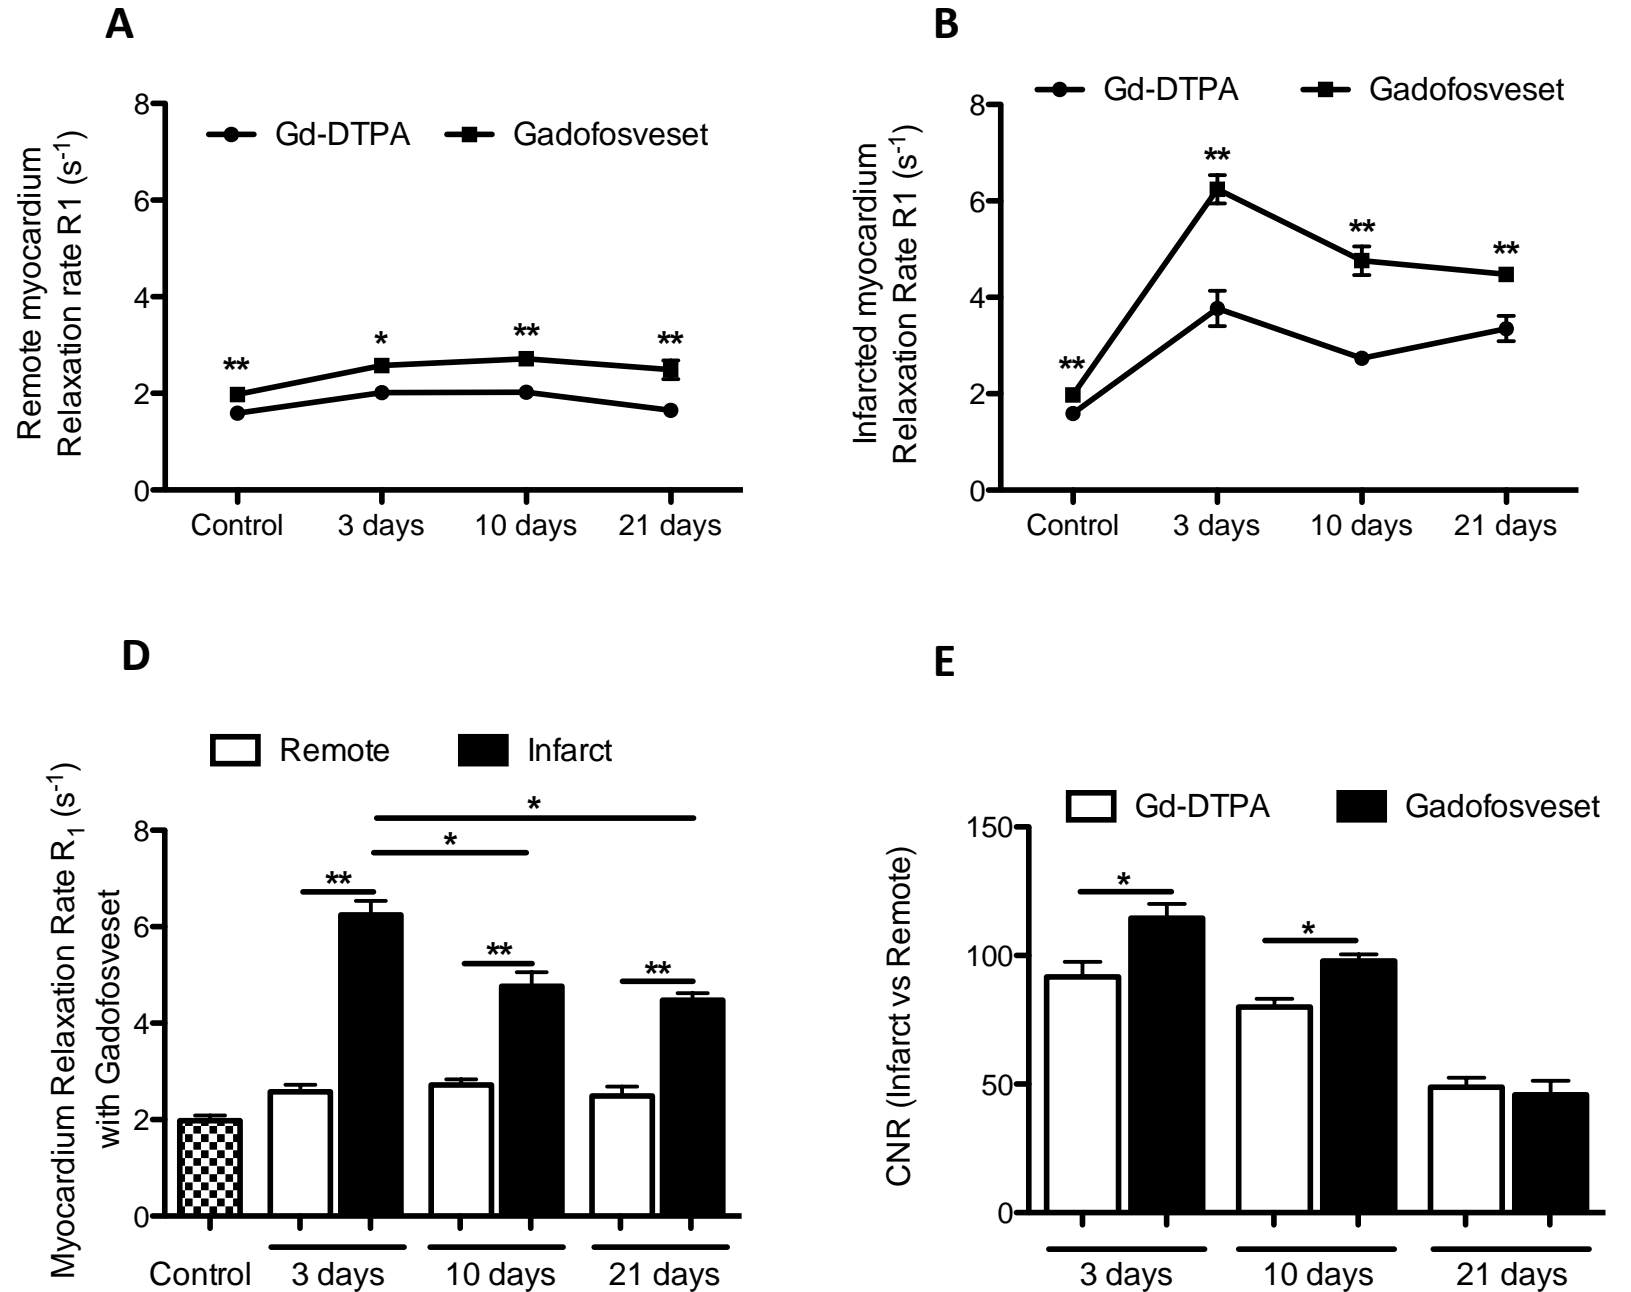 A
Gd-DTPA Gadofosveset
Remote myocardium
Relaxation rate R1 (s-1)
8
6
4
2
0
** * ** **
Control 3 days 10 days 21 days
B
Gd-DTPA Gadofosveset
Infarcted myocardium
Relaxation Rate R1 (s-1)
8
6
4
2
0
** ** ** **
Control 3 days 10 days 21 days
D
Remote Infarct
Myocardium Relaxation Rate R1 (s-1)
with Gadofosveset
8
6
4
2
0
*
*
** ** **
Control 3 days 10 days 21 days
E
Gd-DTPA Gadofosveset
CNR (Infarct vs Remote)
150
100
50
0
* *
3 days 10 days 21 days